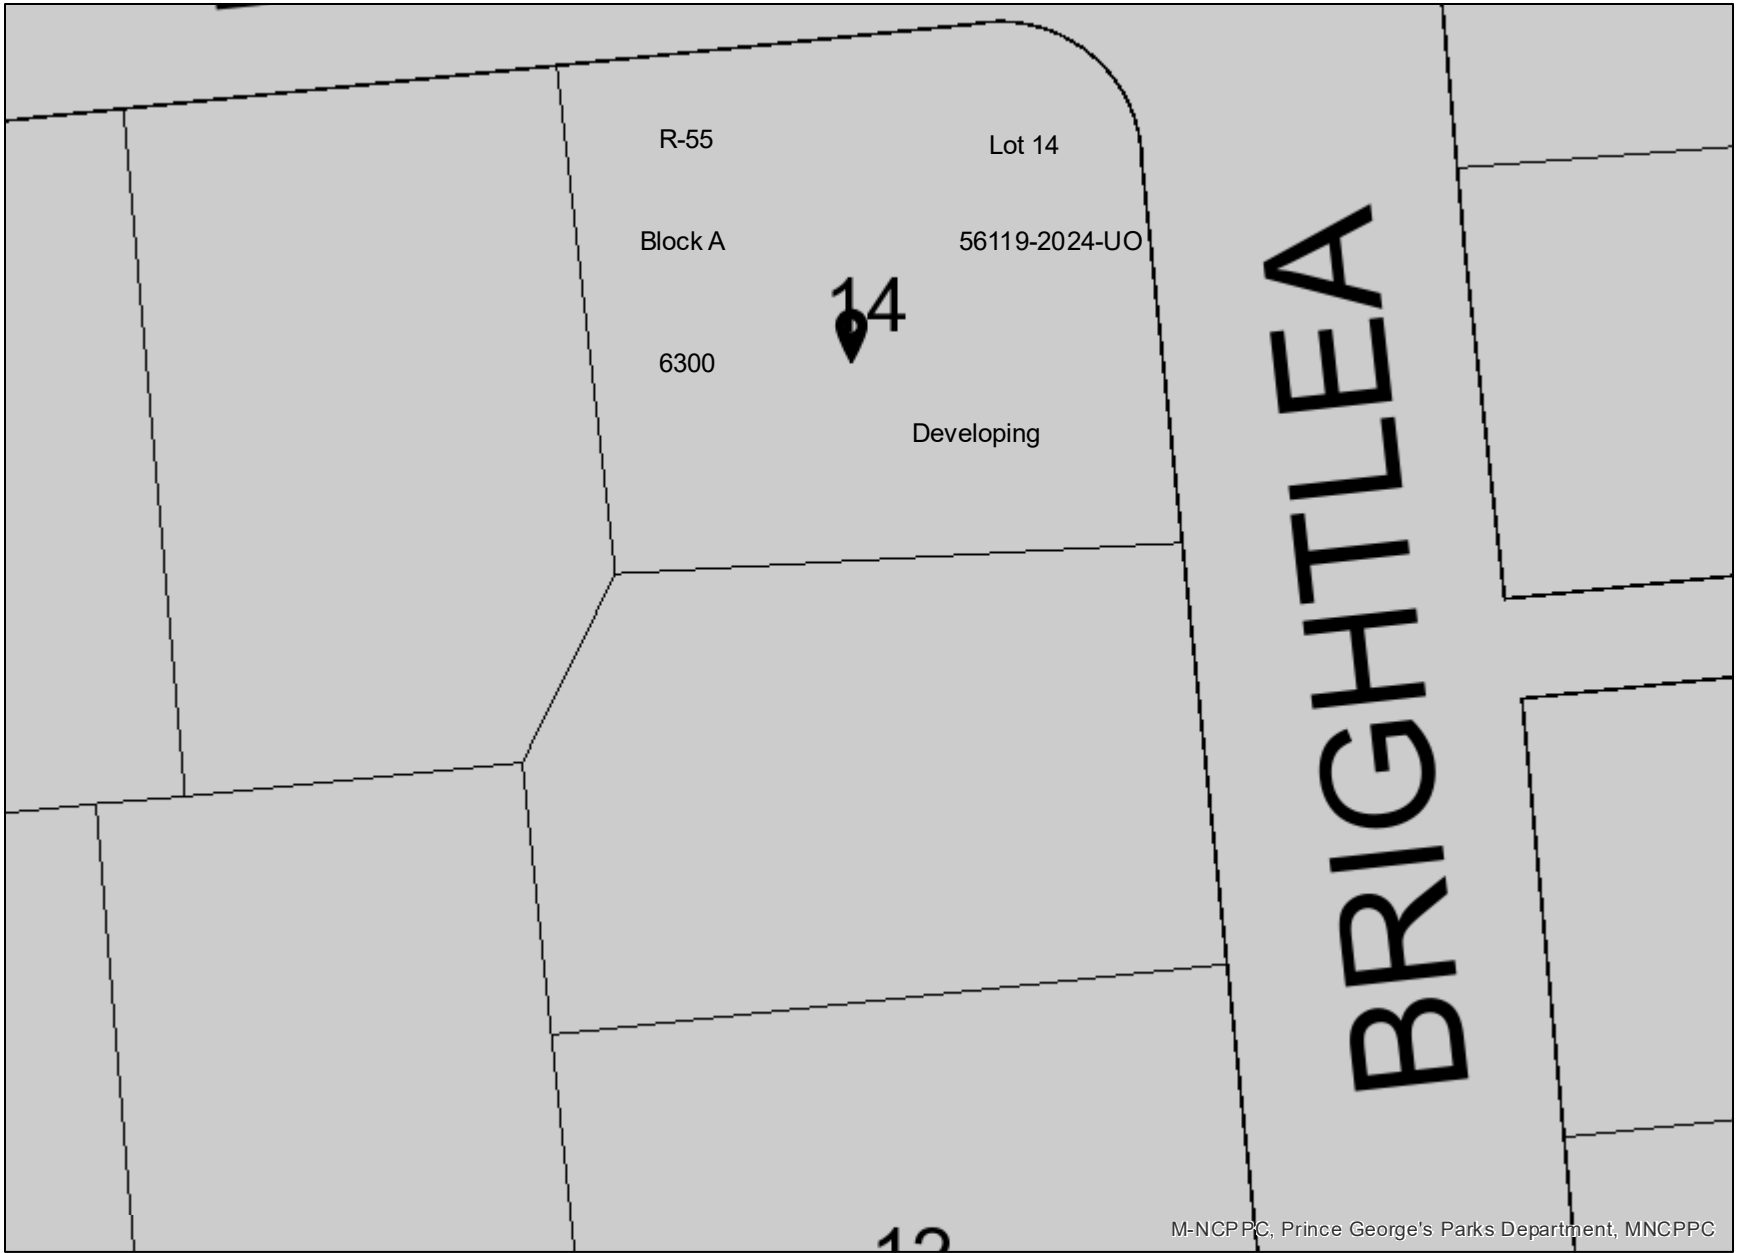 R-55
Lot 14
Block A
56119-2024-UO
14
6300
Developing
BRIGHTLEA
M-NCPPC, Prince George's Parks Department, MNCPPC